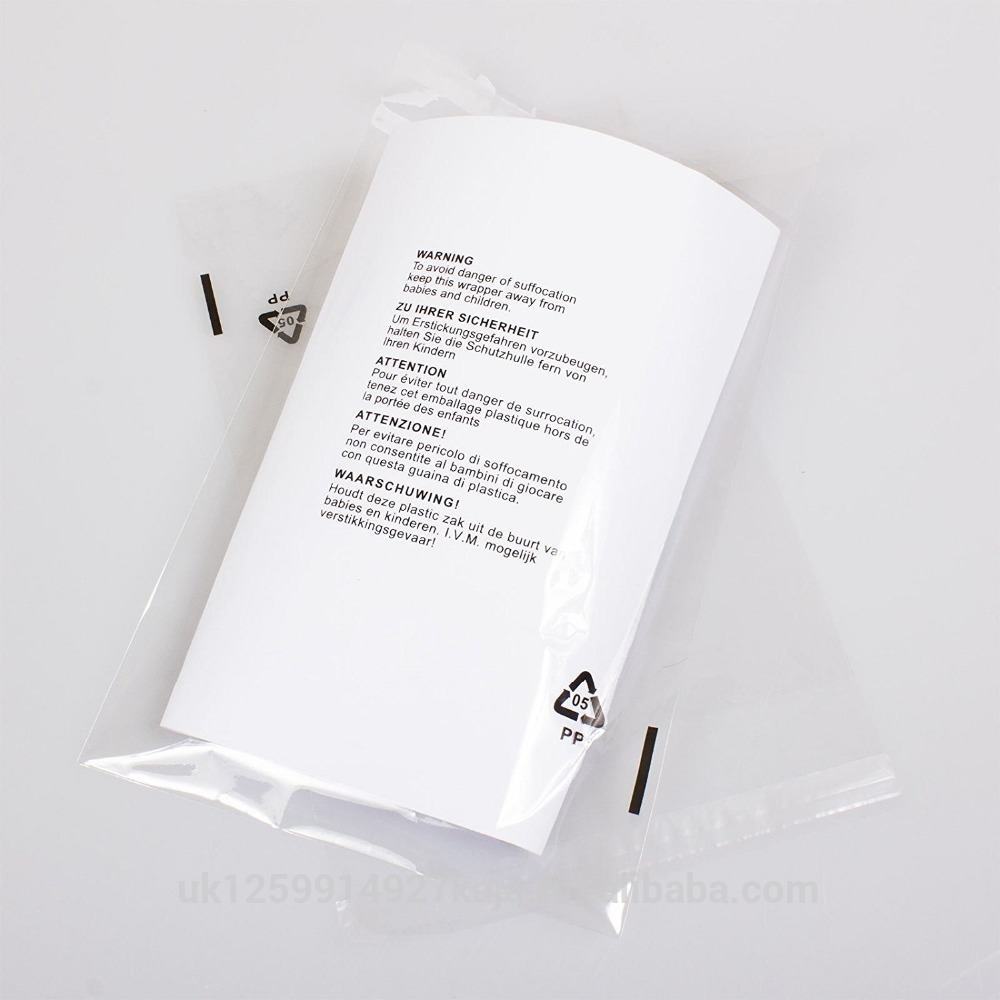 WARNING
To avoid danger of suffocation
keep this wrapper away from
babies and children.
ZU IHRER SICHERHEIT
Um Erstickungsgefahren vorzubeugen,
halten Sie die Schutzhulle fern von
Ihren Kindern
ATTENTION
Pour éviter tout danger de surrocation,
tenez cet emballage plastique hors de
la portée des enfants
ATTENZIONE!
Per evitare pericolo di soffocamento
non consentite al bambini di giocare
con questa guaina di plastica.
WAARSCHUWING!
Houdt deze plastic zak uit de buurt van
babies en kinderen. I.V.M. mogelijk
verstikkingsgevaar!
PP
05
05
PP